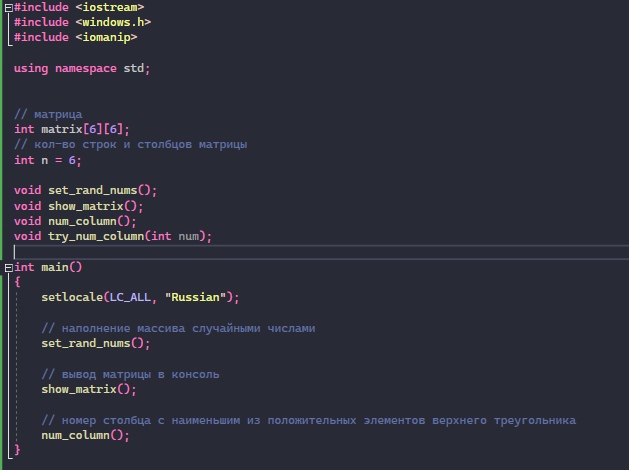 #include <iostream>
#include <windows.h>
#include <iomanip>
using namespace std;
// матрица
int matrix[6][6];
// кол-во строк и столбцов матрицы
int n = 6;
void set_rand_nums();
void show_matrix();
void num_column();
void try_num_column(int num);
int main()
{
setlocale(LC_ALL, "Russian");
// наполнение массива случайными числами
set_rand_nums();
// вывод матрицы в консоль
show_matrix();
// номер столбца с наименьшим из положительных элементов верхнего треугольника
num_column();
}